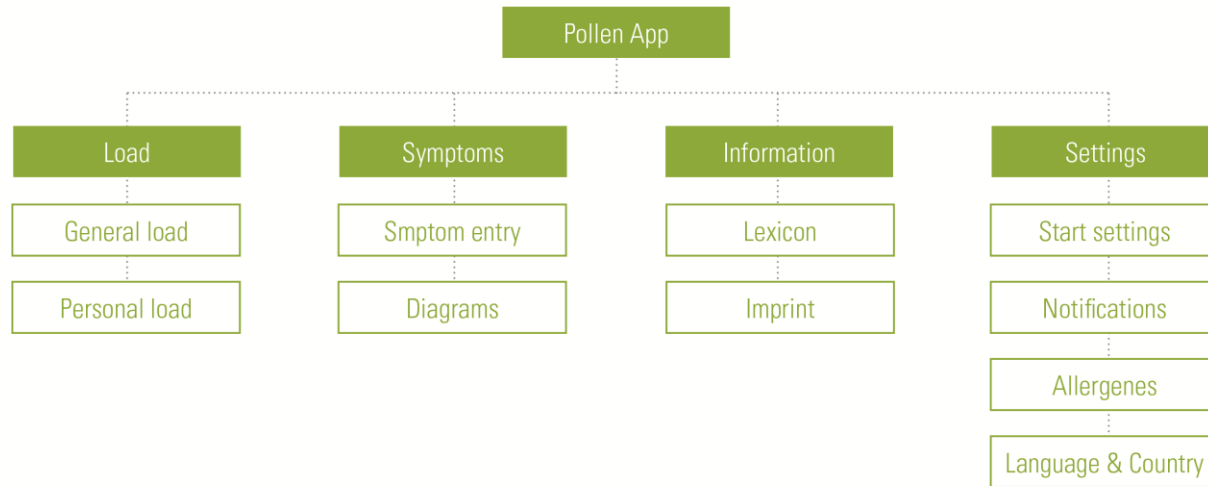 Pollen App
Load
Symptoms
Information
Settings
General load
Smptom entry
Lexicon
Start settings
Personal load
Diagrams
Imprint
Notifications
Allergenes
Language & Country